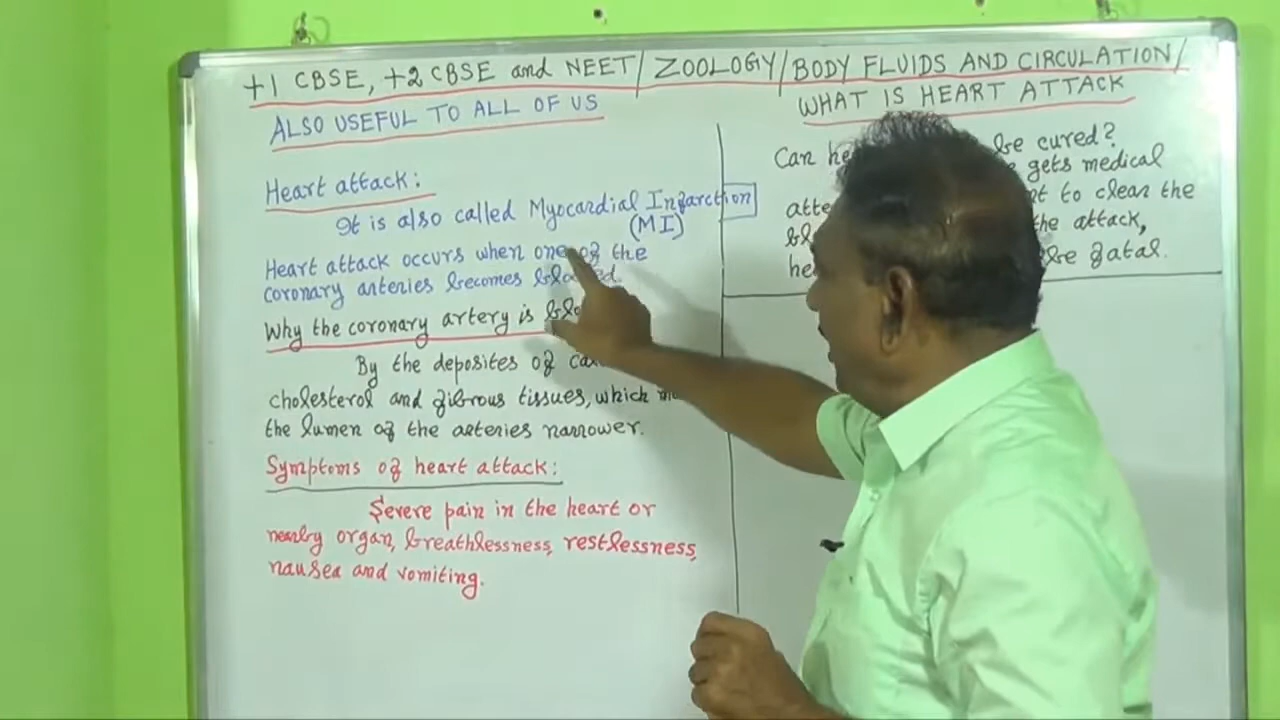 +1 CBSE, +2 CBSE and NEET/ ZOOLOGY/ BODY FLUIDS AND CIRCULATION/
WHAT IS HEART ATTACK
ALSO USEFUL TO ALL OF US
Heart attack:
It is also called Myocardial Infarction
(MI)
Heart attack occurs when one of the
coronary arteries becomes
Why the coronary artery is
By the deposites of
cholesterol and fibrous tissues, which
the lumen of the arteries narrower.
Symptoms of heart attack:
Severe pain in the heart or
nearby organ, breathlessness, restlessness,
nausea and vomiting.
Can be cured?
gets medical
to clear the
the attack,
be fatal.